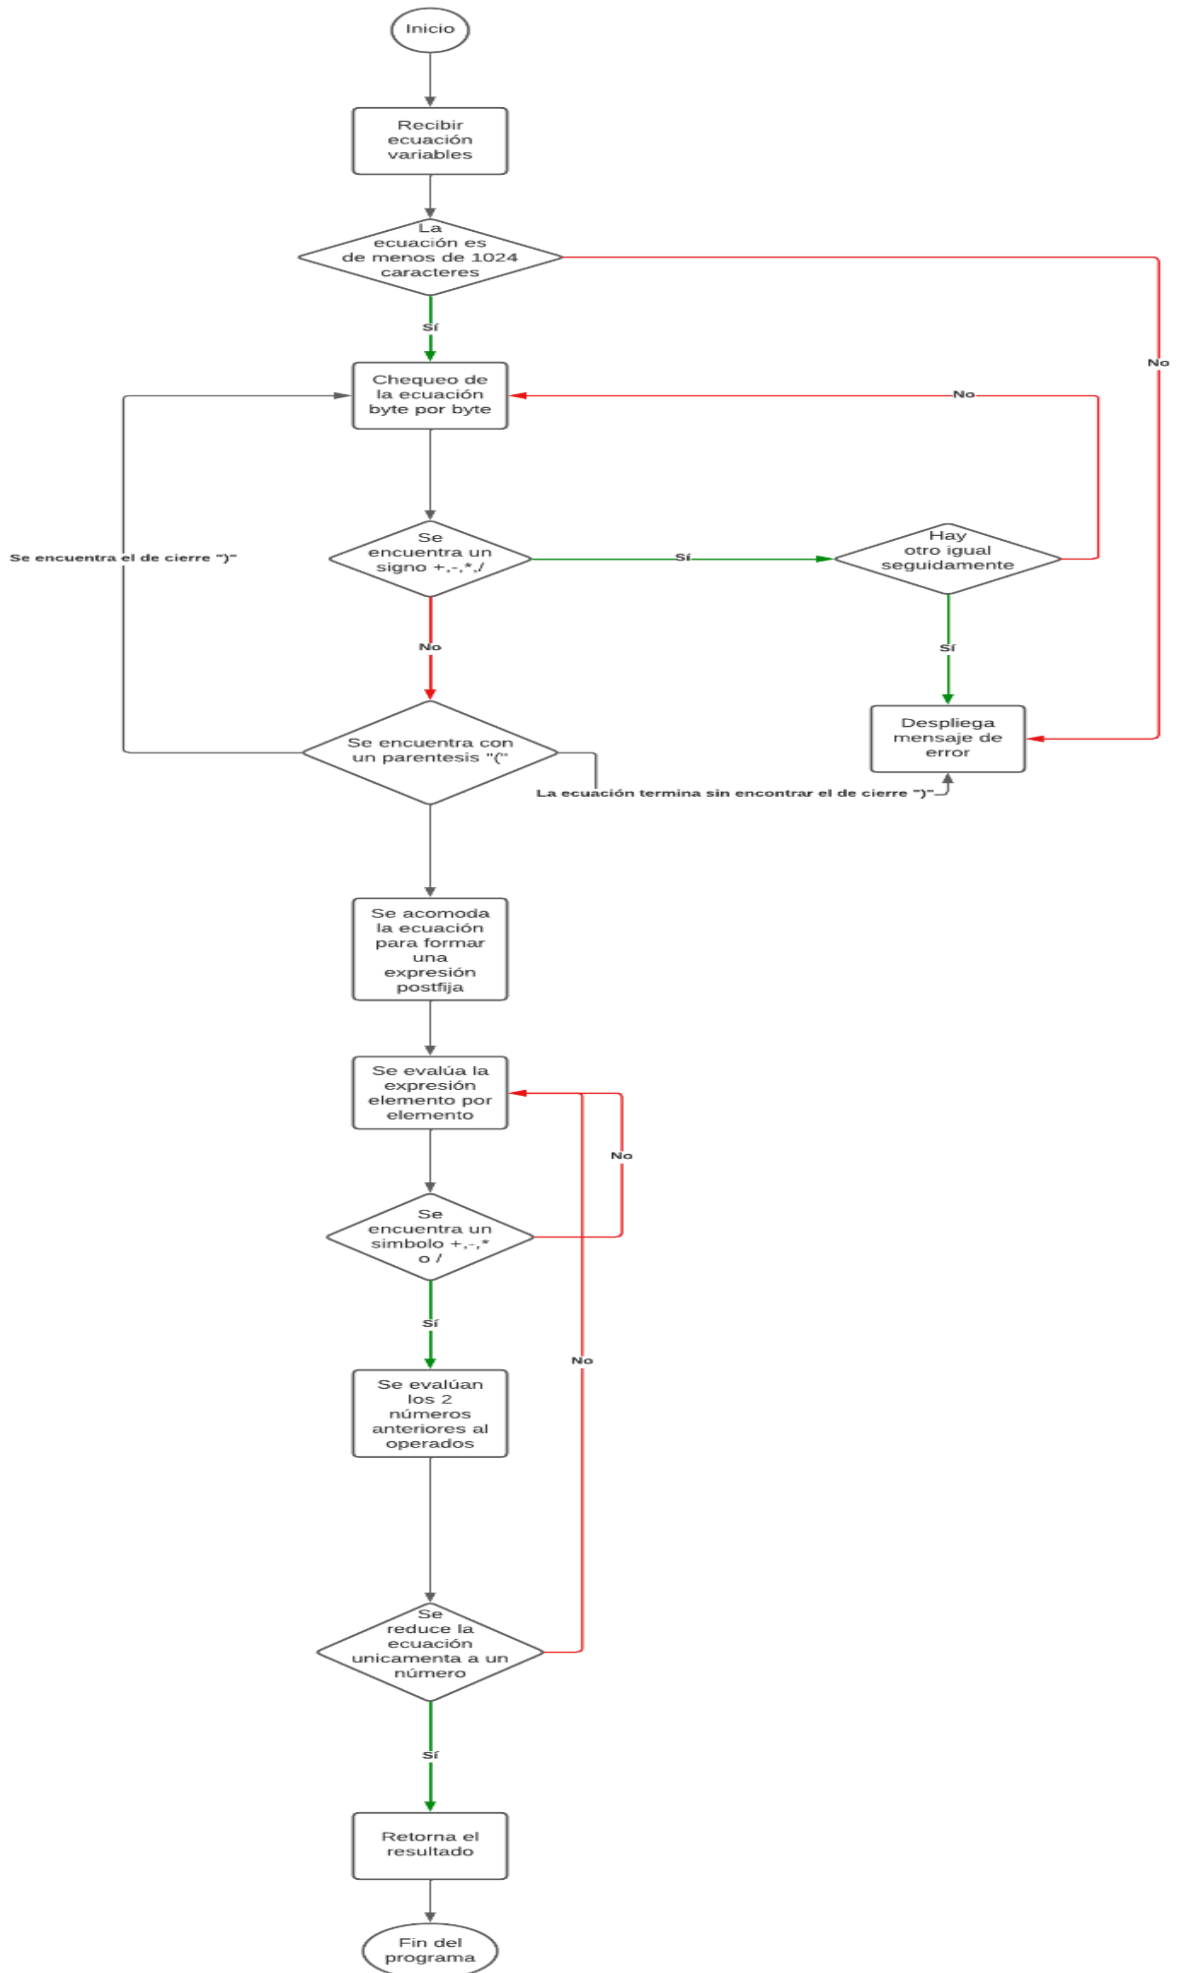 Inicio
Recibir
ecuación
variables
La
ecuación es
de menos de 1024
caracteres
Sí
No
Chequeo de
la ecuación
byte por byte
No
Se
encuentra un
signo +,-,*,/
Sí
Hay
otro igual
seguidamente
Se encuentra el de cierre ")"
No
Sí
Se encuentra con
un parentesis "("
Despliega
mensaje de
error
La ecuación termina sin encontrar el de cierre ")"
Se acomoda
la ecuación
para formar
una
expresión
postfija
Se evalúa la
expresión
elemento por
elemento
No
Se
encuentra un
simbolo +,-,*
o /
Sí
No
Se evalúan
los 2
números
anteriores al
operados
Se
reduce la
ecuación
unicamenta a un
número
Sí
Retorna el
resultado
Fin del
programa